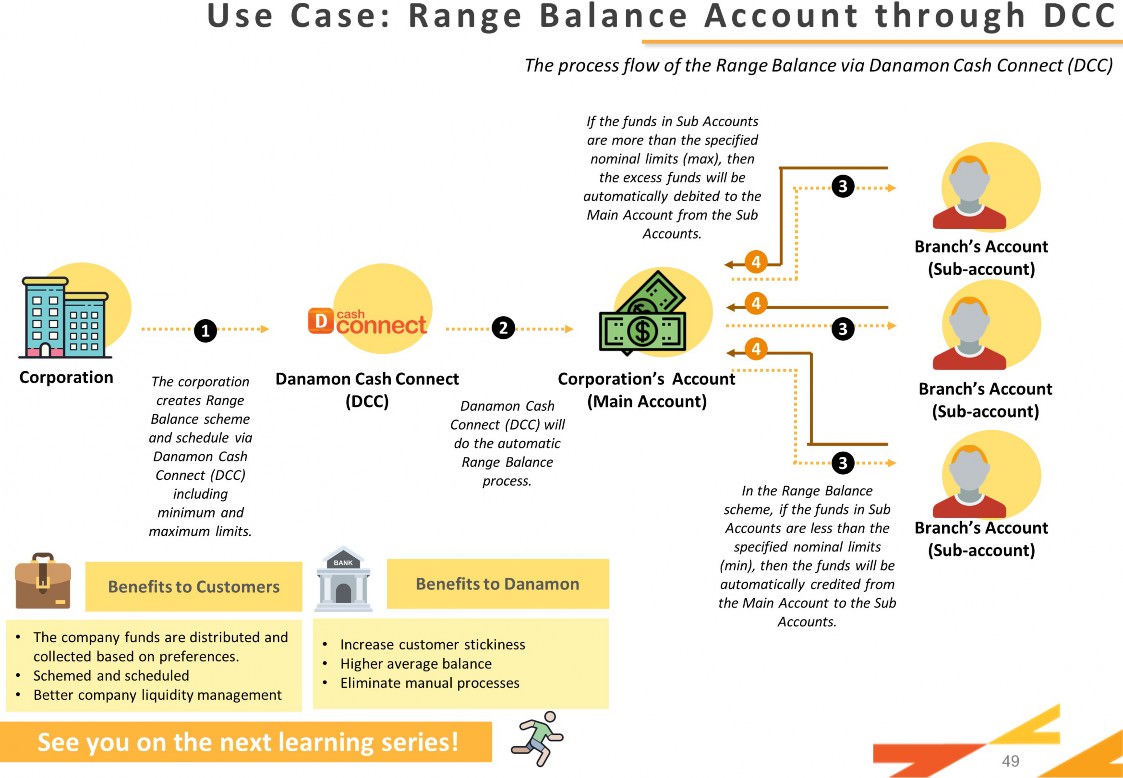 Use Case: Range Balance Account through DCC
The process flow of the Range Balance via Danamon Cash Connect (DCC)
If the funds in Sub Accounts
are more than the specified
nominal limits (max), then
the excess funds will be
automatically debited to the
Main Account from the Sub
Accounts.
3
4
Branch's Account
(Sub-account)
D cash
connect
1
2
4
3
4
Corporation
Danamon Cash Connect
(DCC)
Corporation's Account
(Main Account)
Branch's Account
(Sub-account)
The corporation
creates Range
Balance scheme
and schedule via
Danamon Cash
Connect (DCC)
including
minimum and
maximum limits.
Danamon Cash
Connect (DCC) will
do the automatic
Range Balance
process.
3
In the Range Balance
scheme, if the funds in Sub
Accounts are less than the
specified nominal limits
(min), then the funds will be
automatically credited from
the Main Account to the Sub
Accounts.
Branch's Account
(Sub-account)
Benefits to Customers
• The company funds are distributed and
collected based on preferences.
• Schemed and scheduled
• Better company liquidity management
BANK
Benefits to Danamon
• Increase customer stickiness
• Higher average balance
• Eliminate manual processes
See you on the next learning series!
49